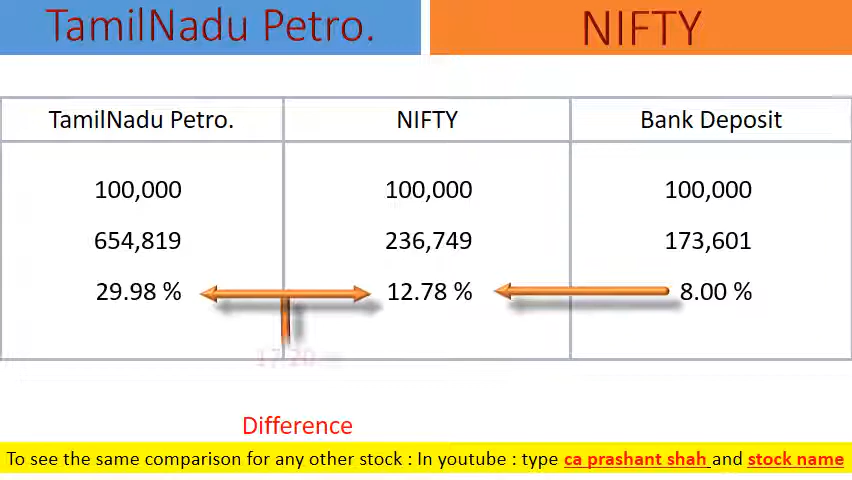 TamilNadu Petro. NIFTY
TamilNadu Petro. NIFTY Bank Deposit
100,000 100,000 100,000
654,819 236,749 173,601
29.98 % 12.78 % 8.00 %
17.20
Difference
To see the same comparison for any other stock : In youtube : type ca prashant shah and stock name